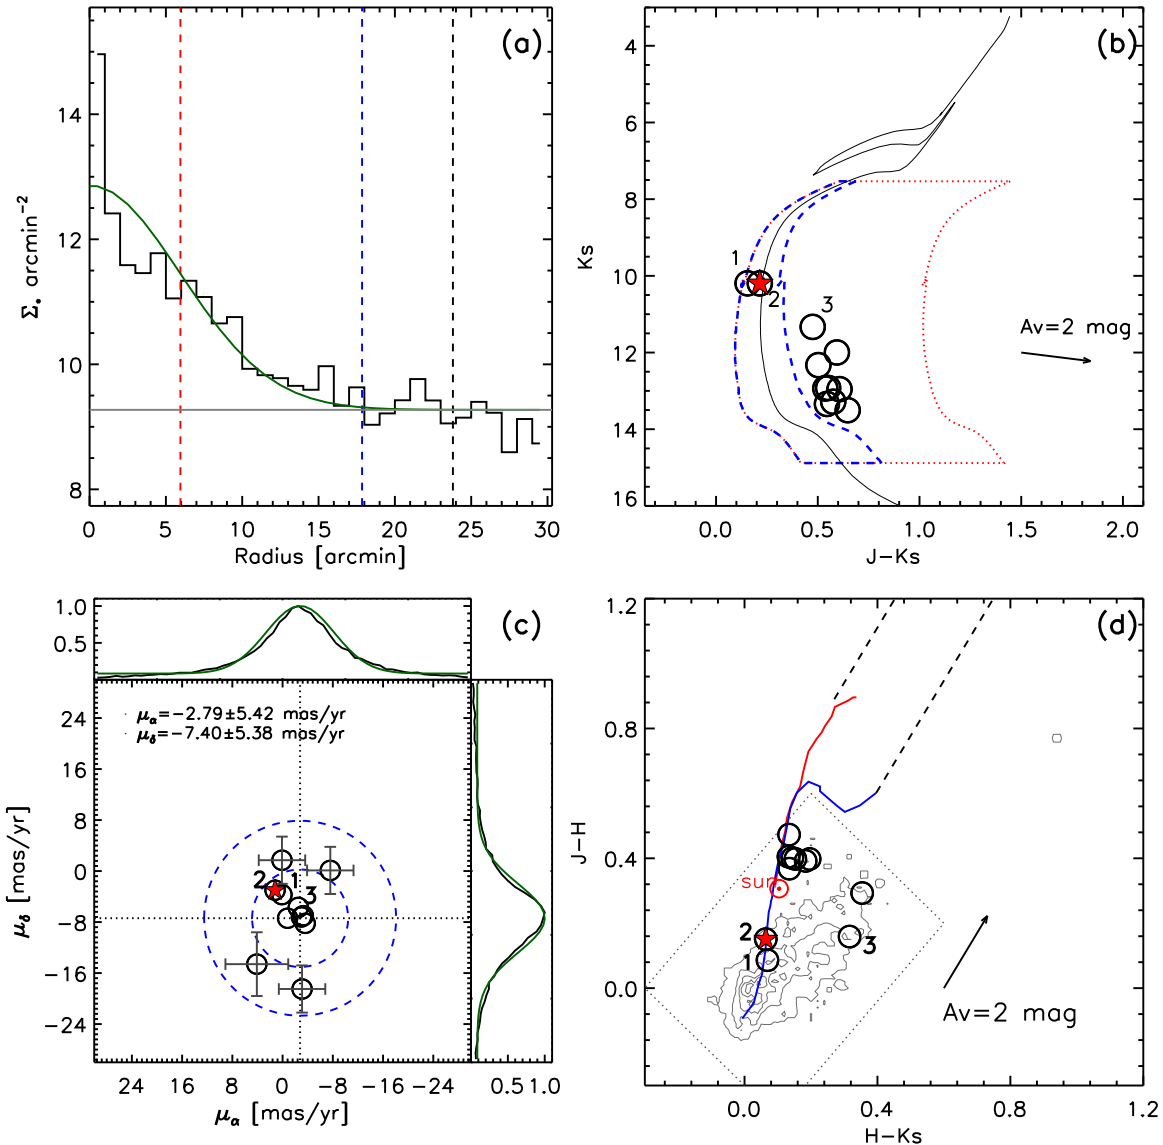 (a)
14
12
10
8
Σ* arcmin−2
0 5 10 15 20 25 30
Radius [arcmin]
(b)
4
6
8
10
12
14
16
Ks
1
2
3
Av=2 mag
0.0 0.5 1.0 1.5 2.0
J−Ks
(c)
1.0
0.5
μα=−2.79±5.42 mas/yr
μδ=−7.40±5.38 mas/yr
24
16
8
0
−8
−16
−24
μδ [mas/yr]
2 1
3
24 16 8 0 −8 −16 −24
0.5 1.0
μα [mas/yr]
(d)
1.2
0.8
0.4
0.0
J−H
sun
2
1
3
Av=2 mag
0.0 0.4 0.8 1.2
H−Ks